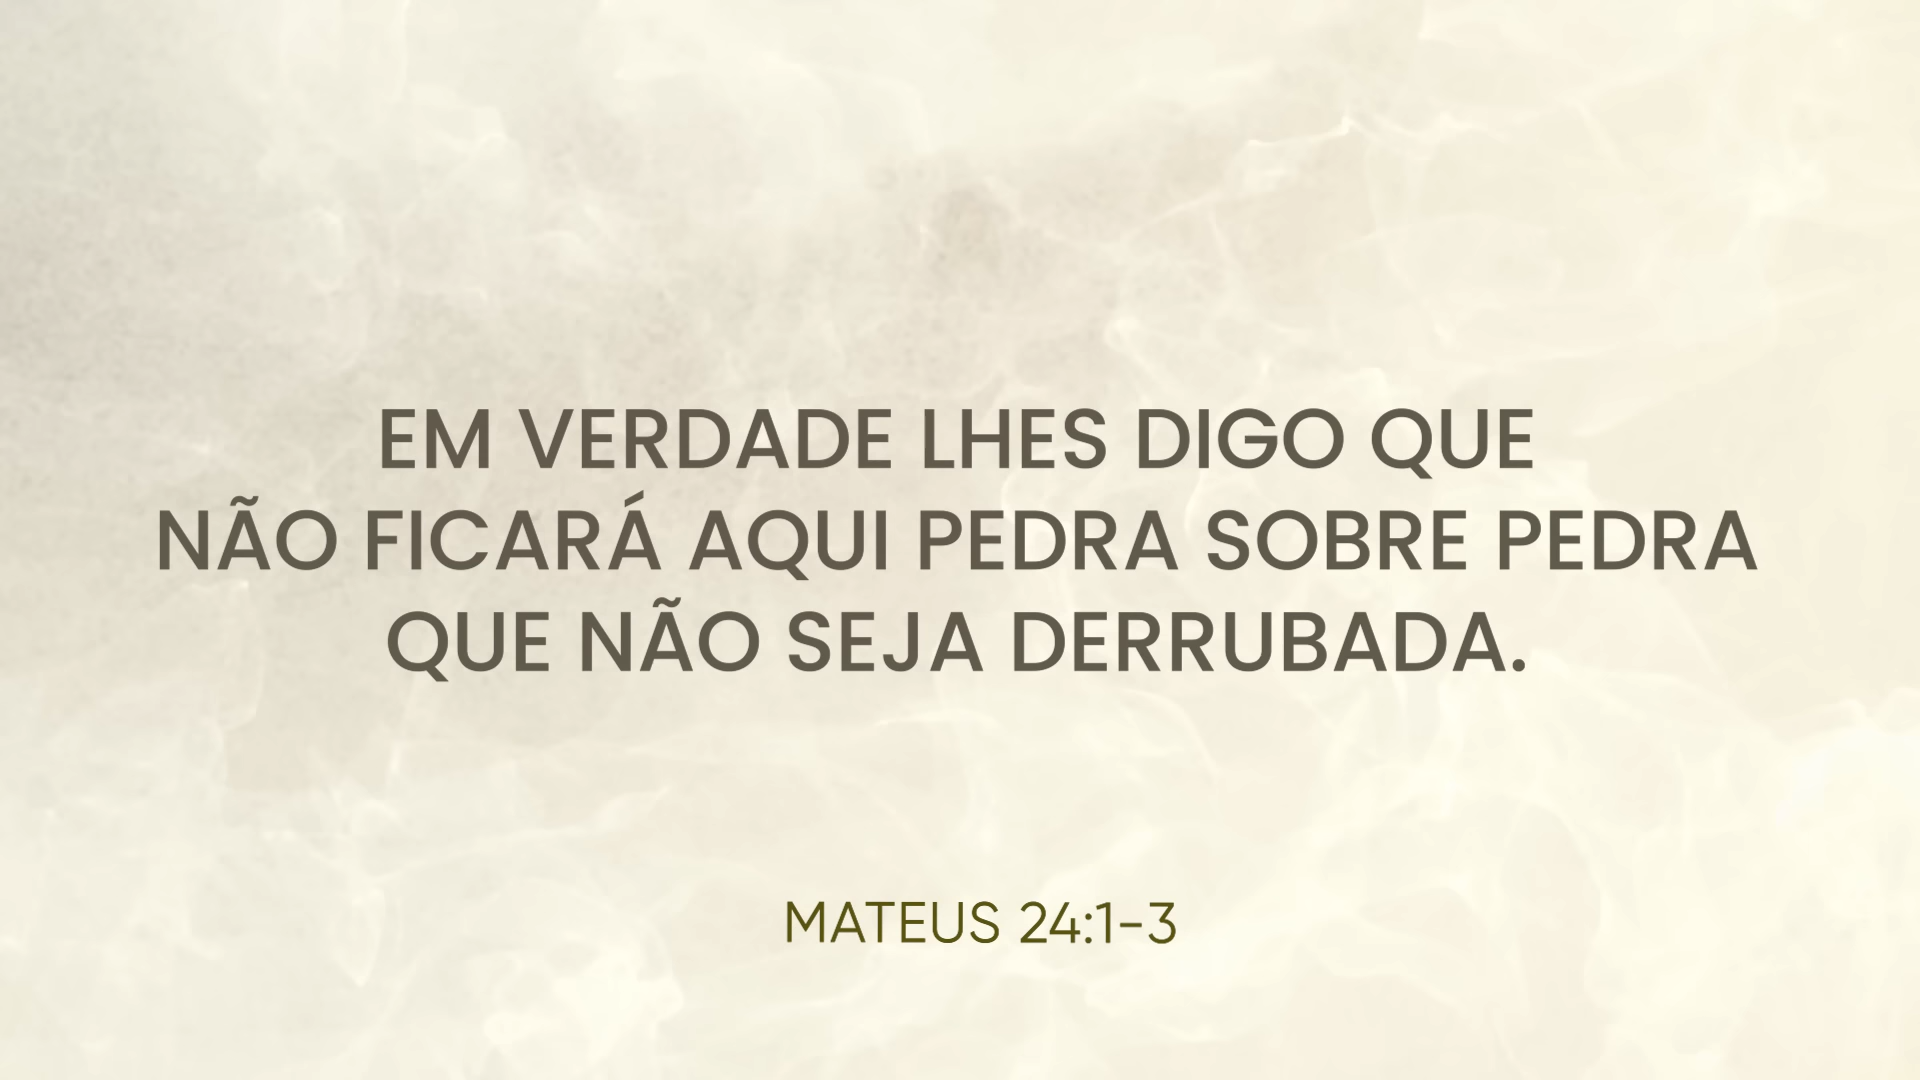 EM VERDADE LHES DIGO QUE
NÃO FICARÁ AQUI PEDRA SOBRE PEDRA
QUE NÃO SEJA DERRUBADA.
MATEUS 24:1-3